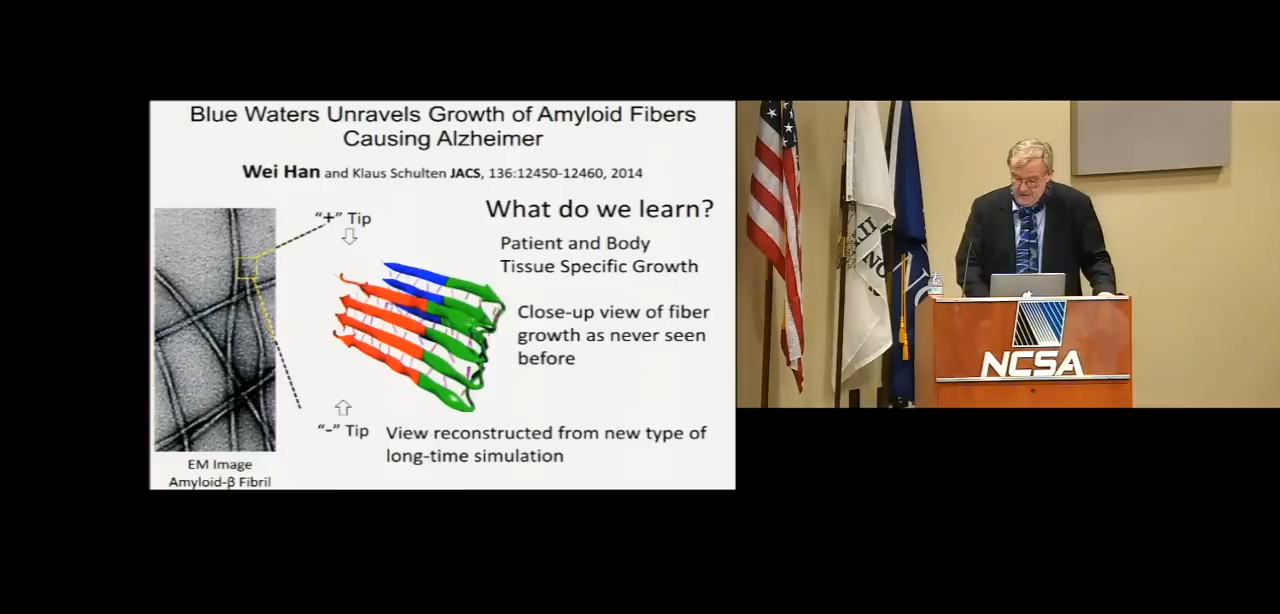 Blue Waters Unravels Growth of Amyloid Fibers
Causing Alzheimer
Wei Han and Klaus Schulten JACS, 136:12450-12460, 2014
What do we learn?
“+” Tip
Patient and Body
Tissue Specific Growth
Close-up view of fiber
growth as never seen
before
“-” Tip
View reconstructed from new type of
long-time simulation
EM Image
Amyloid-β Fibril
NCSA